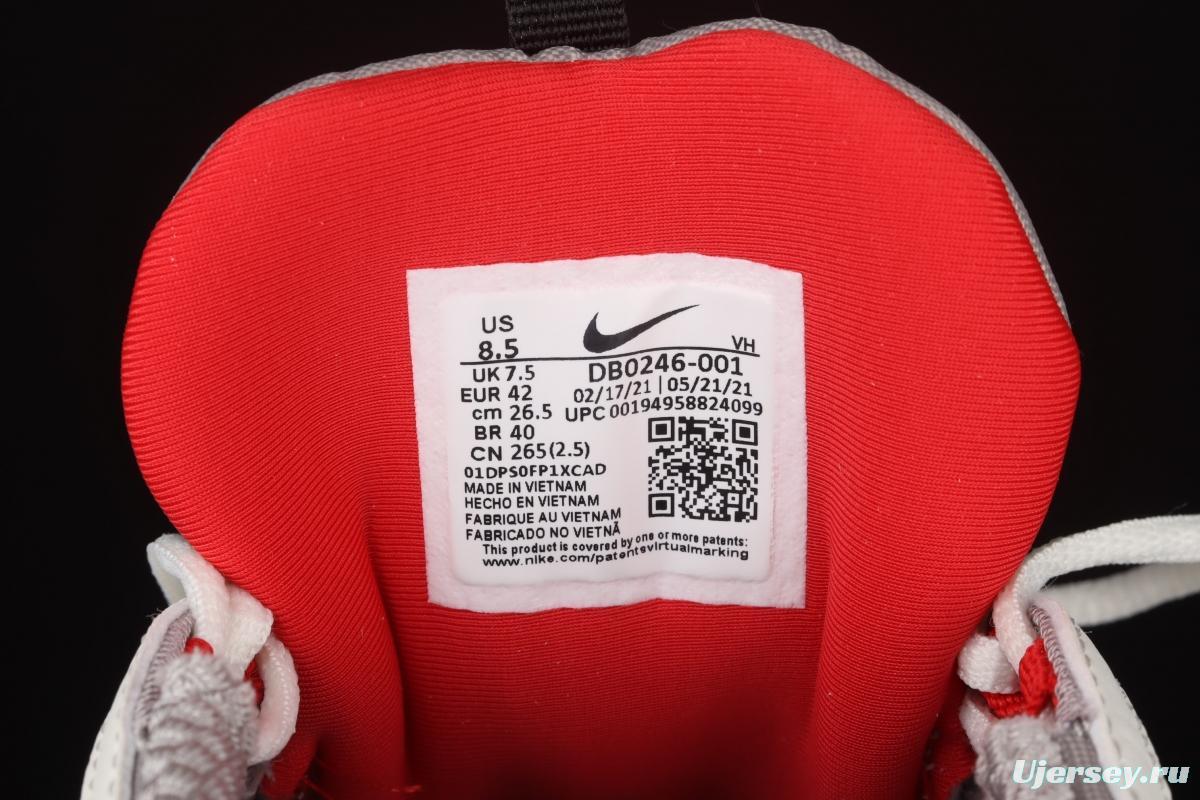 US
8.5
VH
UK 7.5
DB0246-001
EUR 42
02/17/21 | 05/21/21
cm 26.5
UPC 00194958824099
BR 40
CN 265(2.5)
01DPS0FP1XCAD
MADE IN VIETNAM
HECHO EN VIETNAM
FABRIQUE AU VIETNAM
FABRICADO NO VIETNÃ
This product is covered by one or more patents:
www.nike.com/patentsvirtualmarking
Ujersey.ru